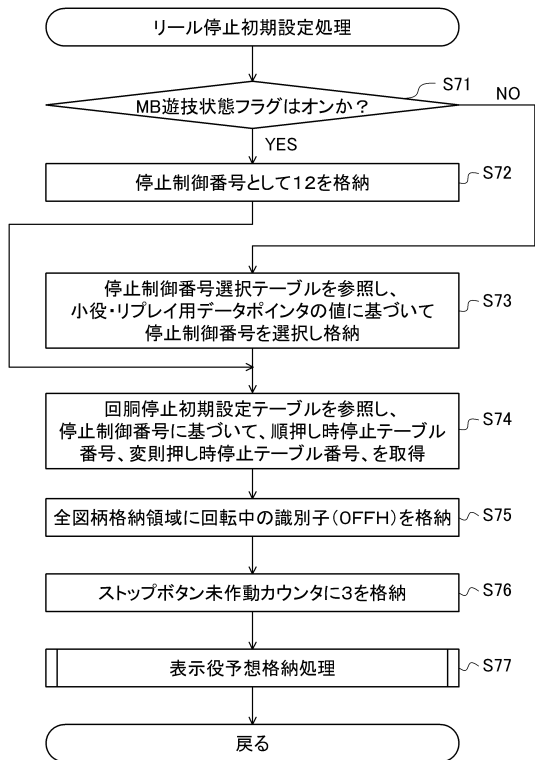 リール停止初期設定処理
S71
MB遊技状態フラグはオンか？
NO
YES
停止制御番号として12を格納
S72
停止制御番号選択テーブルを参照し、
小役・リプレイ用データポインタの値に基づいて
停止制御番号を選択し格納
S73
回胴停止初期設定テーブルを参照し、
停止制御番号に基づいて、順押し時停止テーブル
番号、変則押し時停止テーブル番号、を取得
S74
全図柄格納領域に回転中の識別子（0FFH）を格納
S75
ストップボタン未作動カウンタに3を格納
S76
表示役予想格納処理
S77
戻る